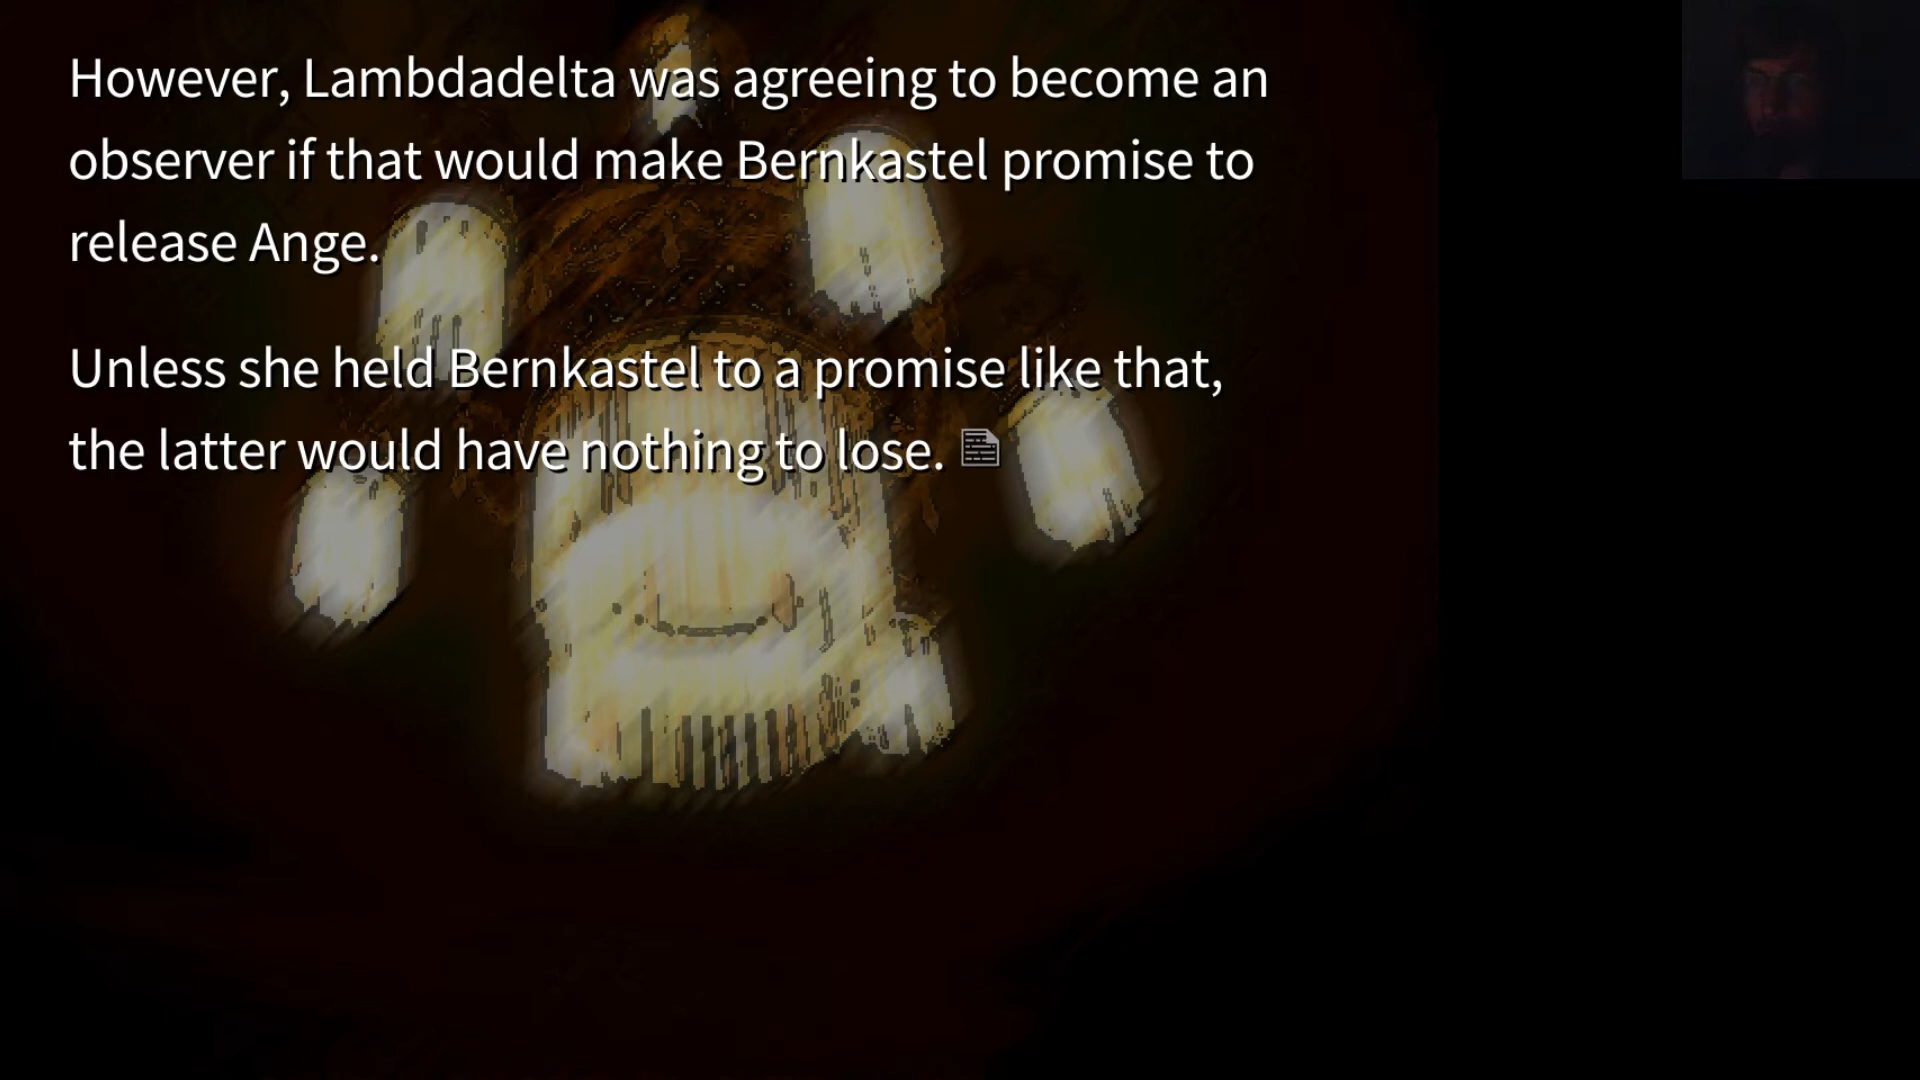 However, Lambdadelta was agreeing to become an
observer if that would make Bernkastel promise to
release Ange.
Unless she held Bernkastel to a promise like that,
the latter would have nothing to lose.